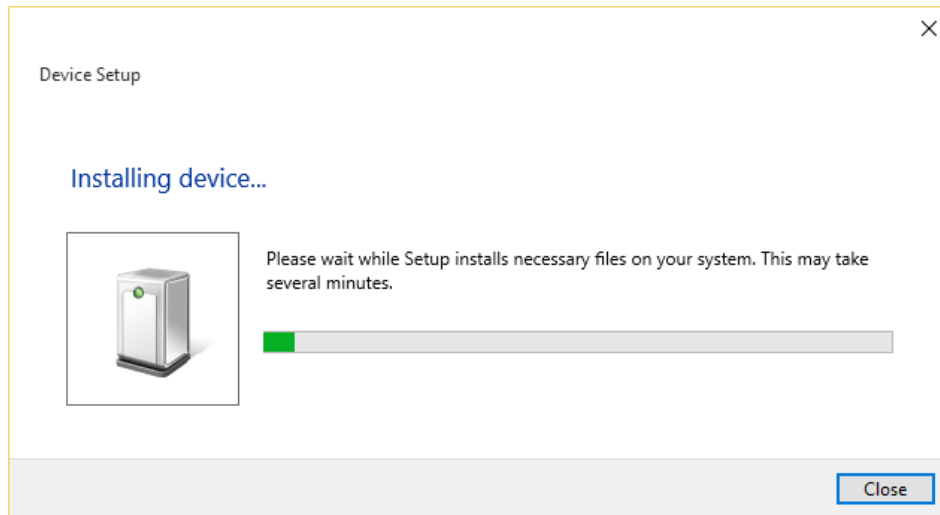 Device Setup
Installing device...
Please wait while Setup installs necessary files on your system. This may take
several minutes.
Close